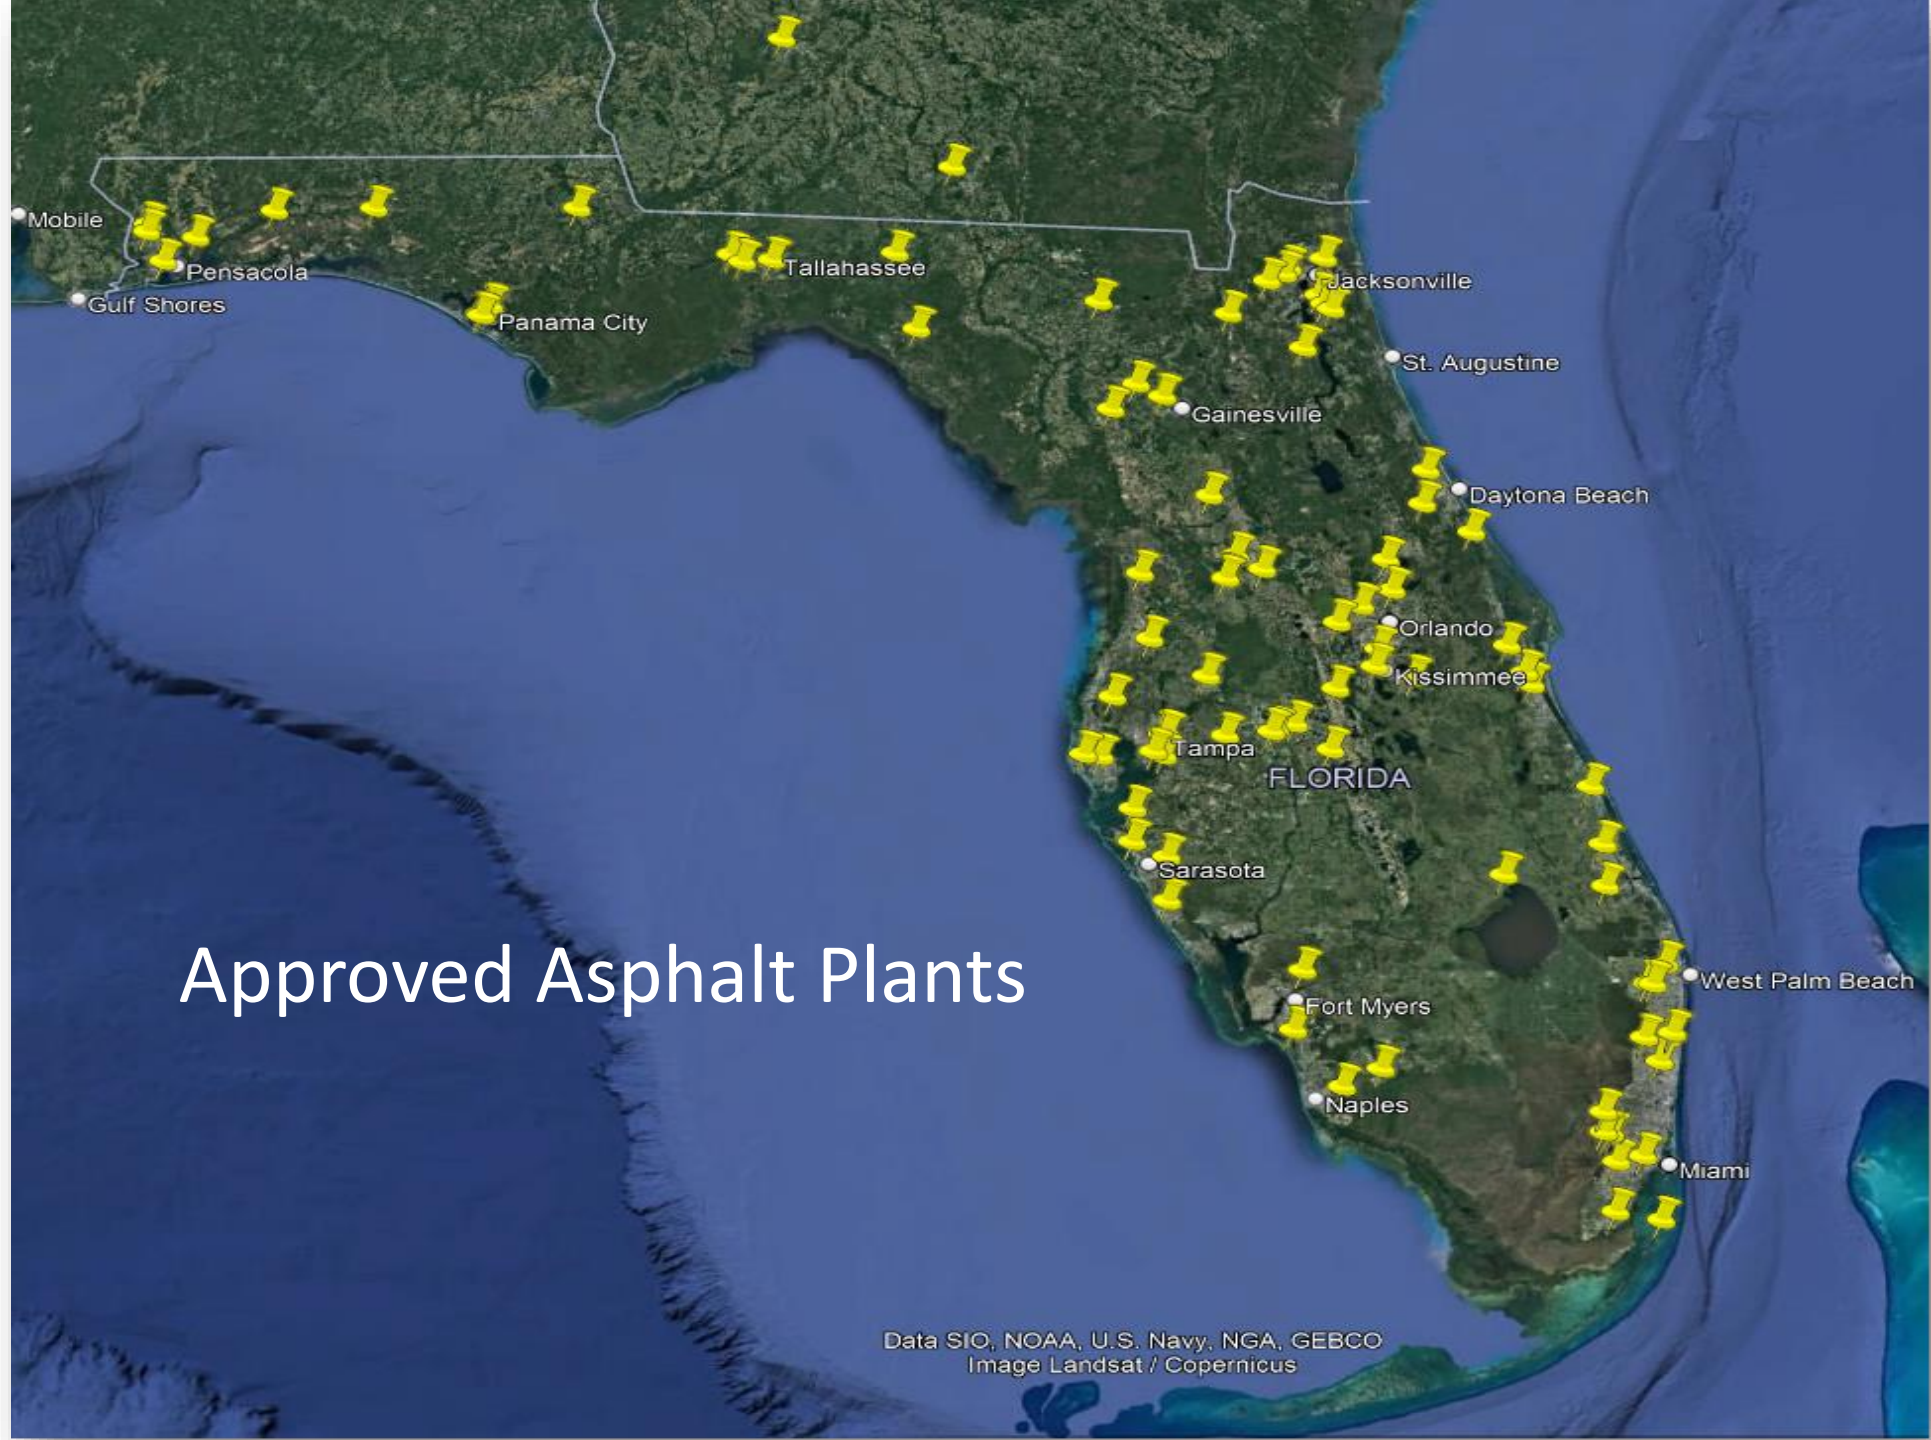 Mobile
Tallahassee
Pensacola
Jacksonville
Gulf Shores
Panama City
St. Augustine
Gainesville
Daytona Beach
Orlando
Kissimmee
Tampa
FLORIDA
Sarasota
Approved Asphalt Plants
West Palm Beach
Fort Myers
Naples
Miami
Data SIO, NOAA, U.S. Navy, NGA, GEBCO
Image Landsat / Copernicus